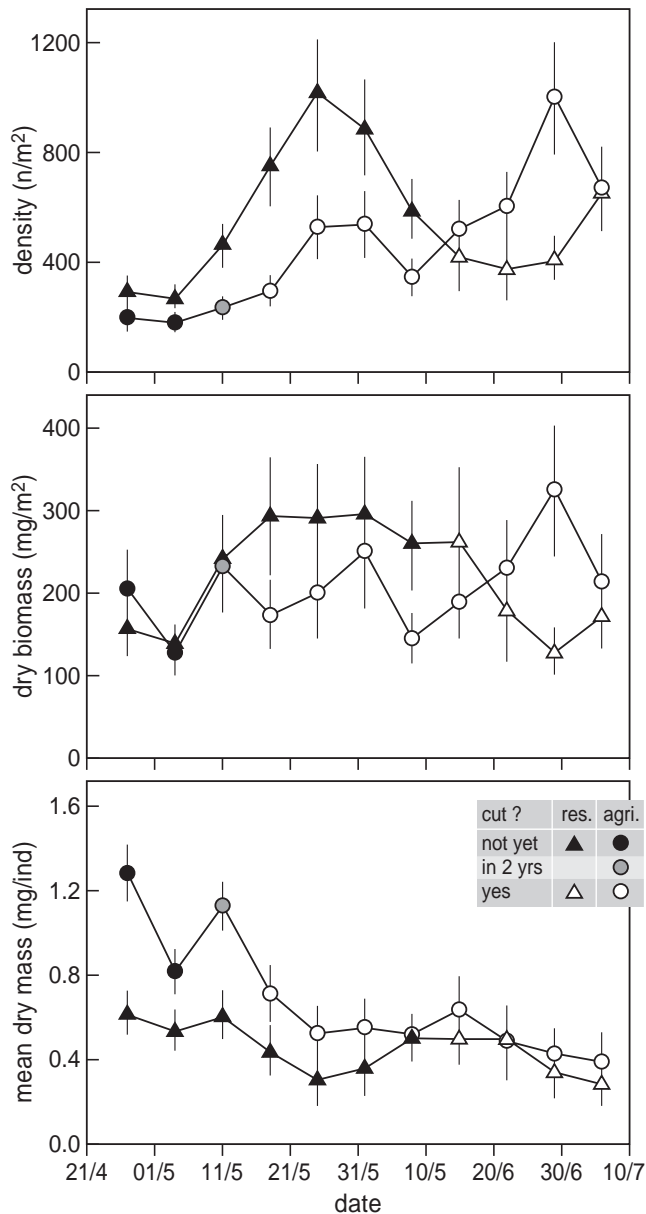 1200
800
400
0
density (n/m²)
400
300
200
100
0
dry biomass (mg/m²)
1.6
1.2
0.8
0.4
0.0
mean dry mass (mg/ind)
cut ? res. agri.
not yet
in 2 yrs
yes
21/4 01/5 11/5 21/5 31/5 10/5 20/6 30/6 10/7
date